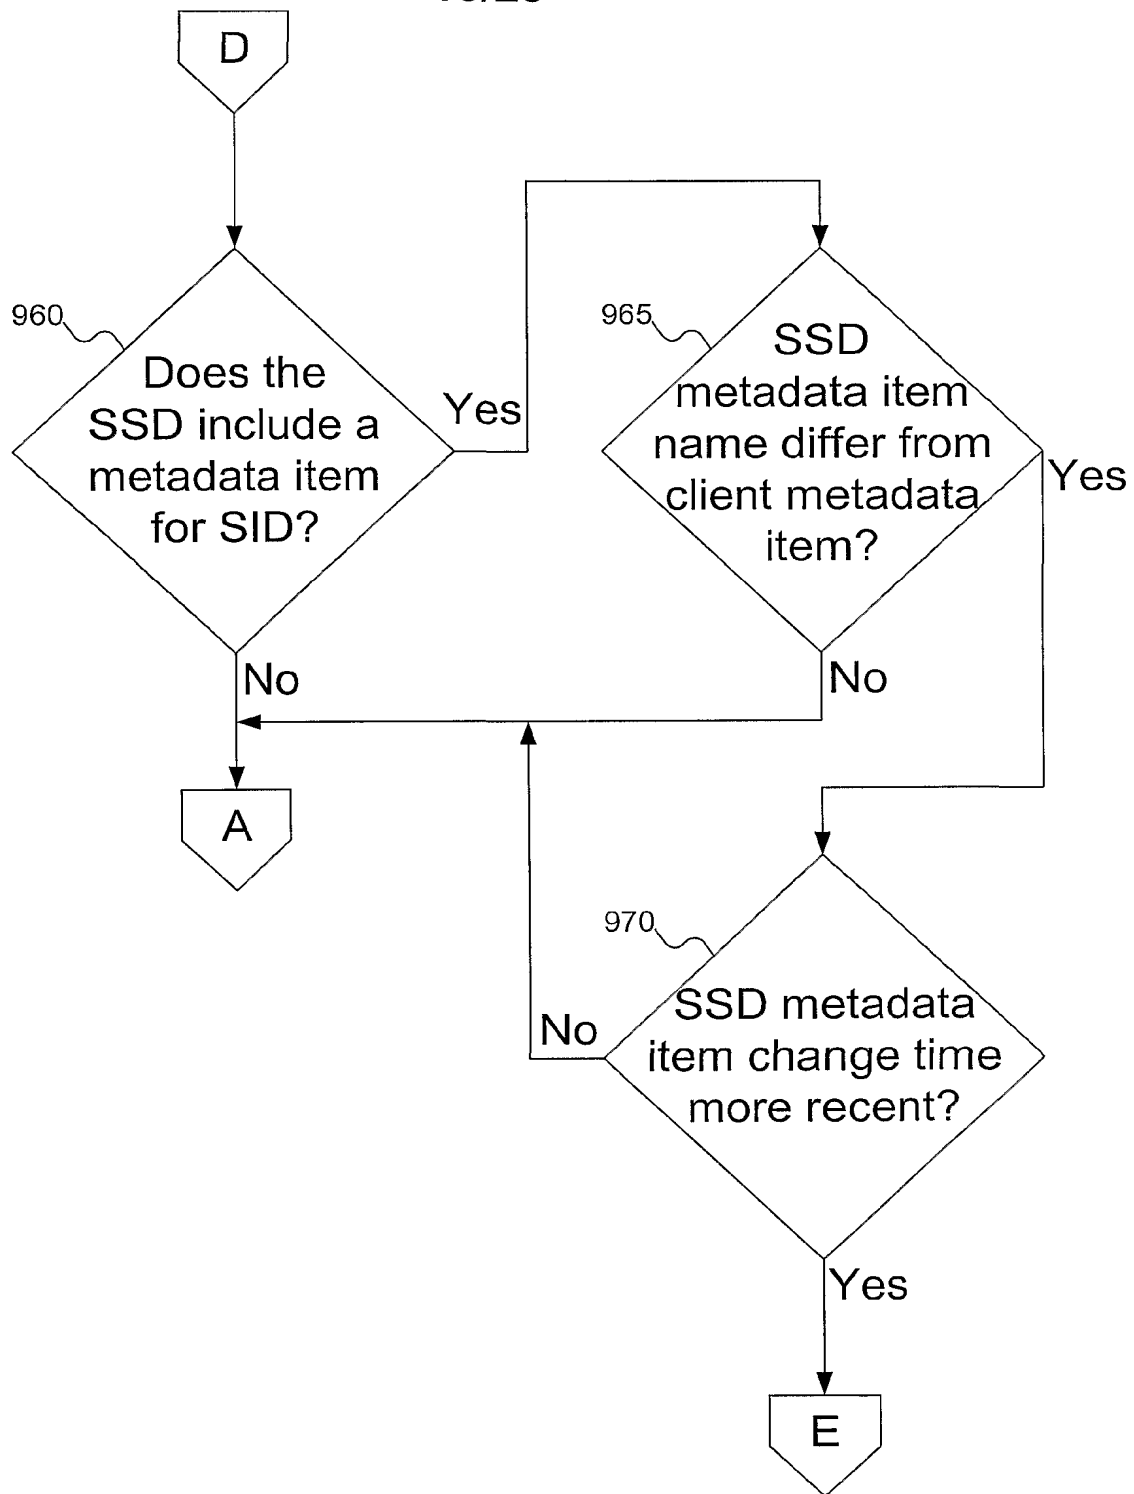 D
960
Does the
SSD include a
metadata item
for SID?
Yes
No
965
SSD
metadata item
name differ from
client metadata
item?
Yes
No
A
970
SSD metadata
item change time
more recent?
No
Yes
E